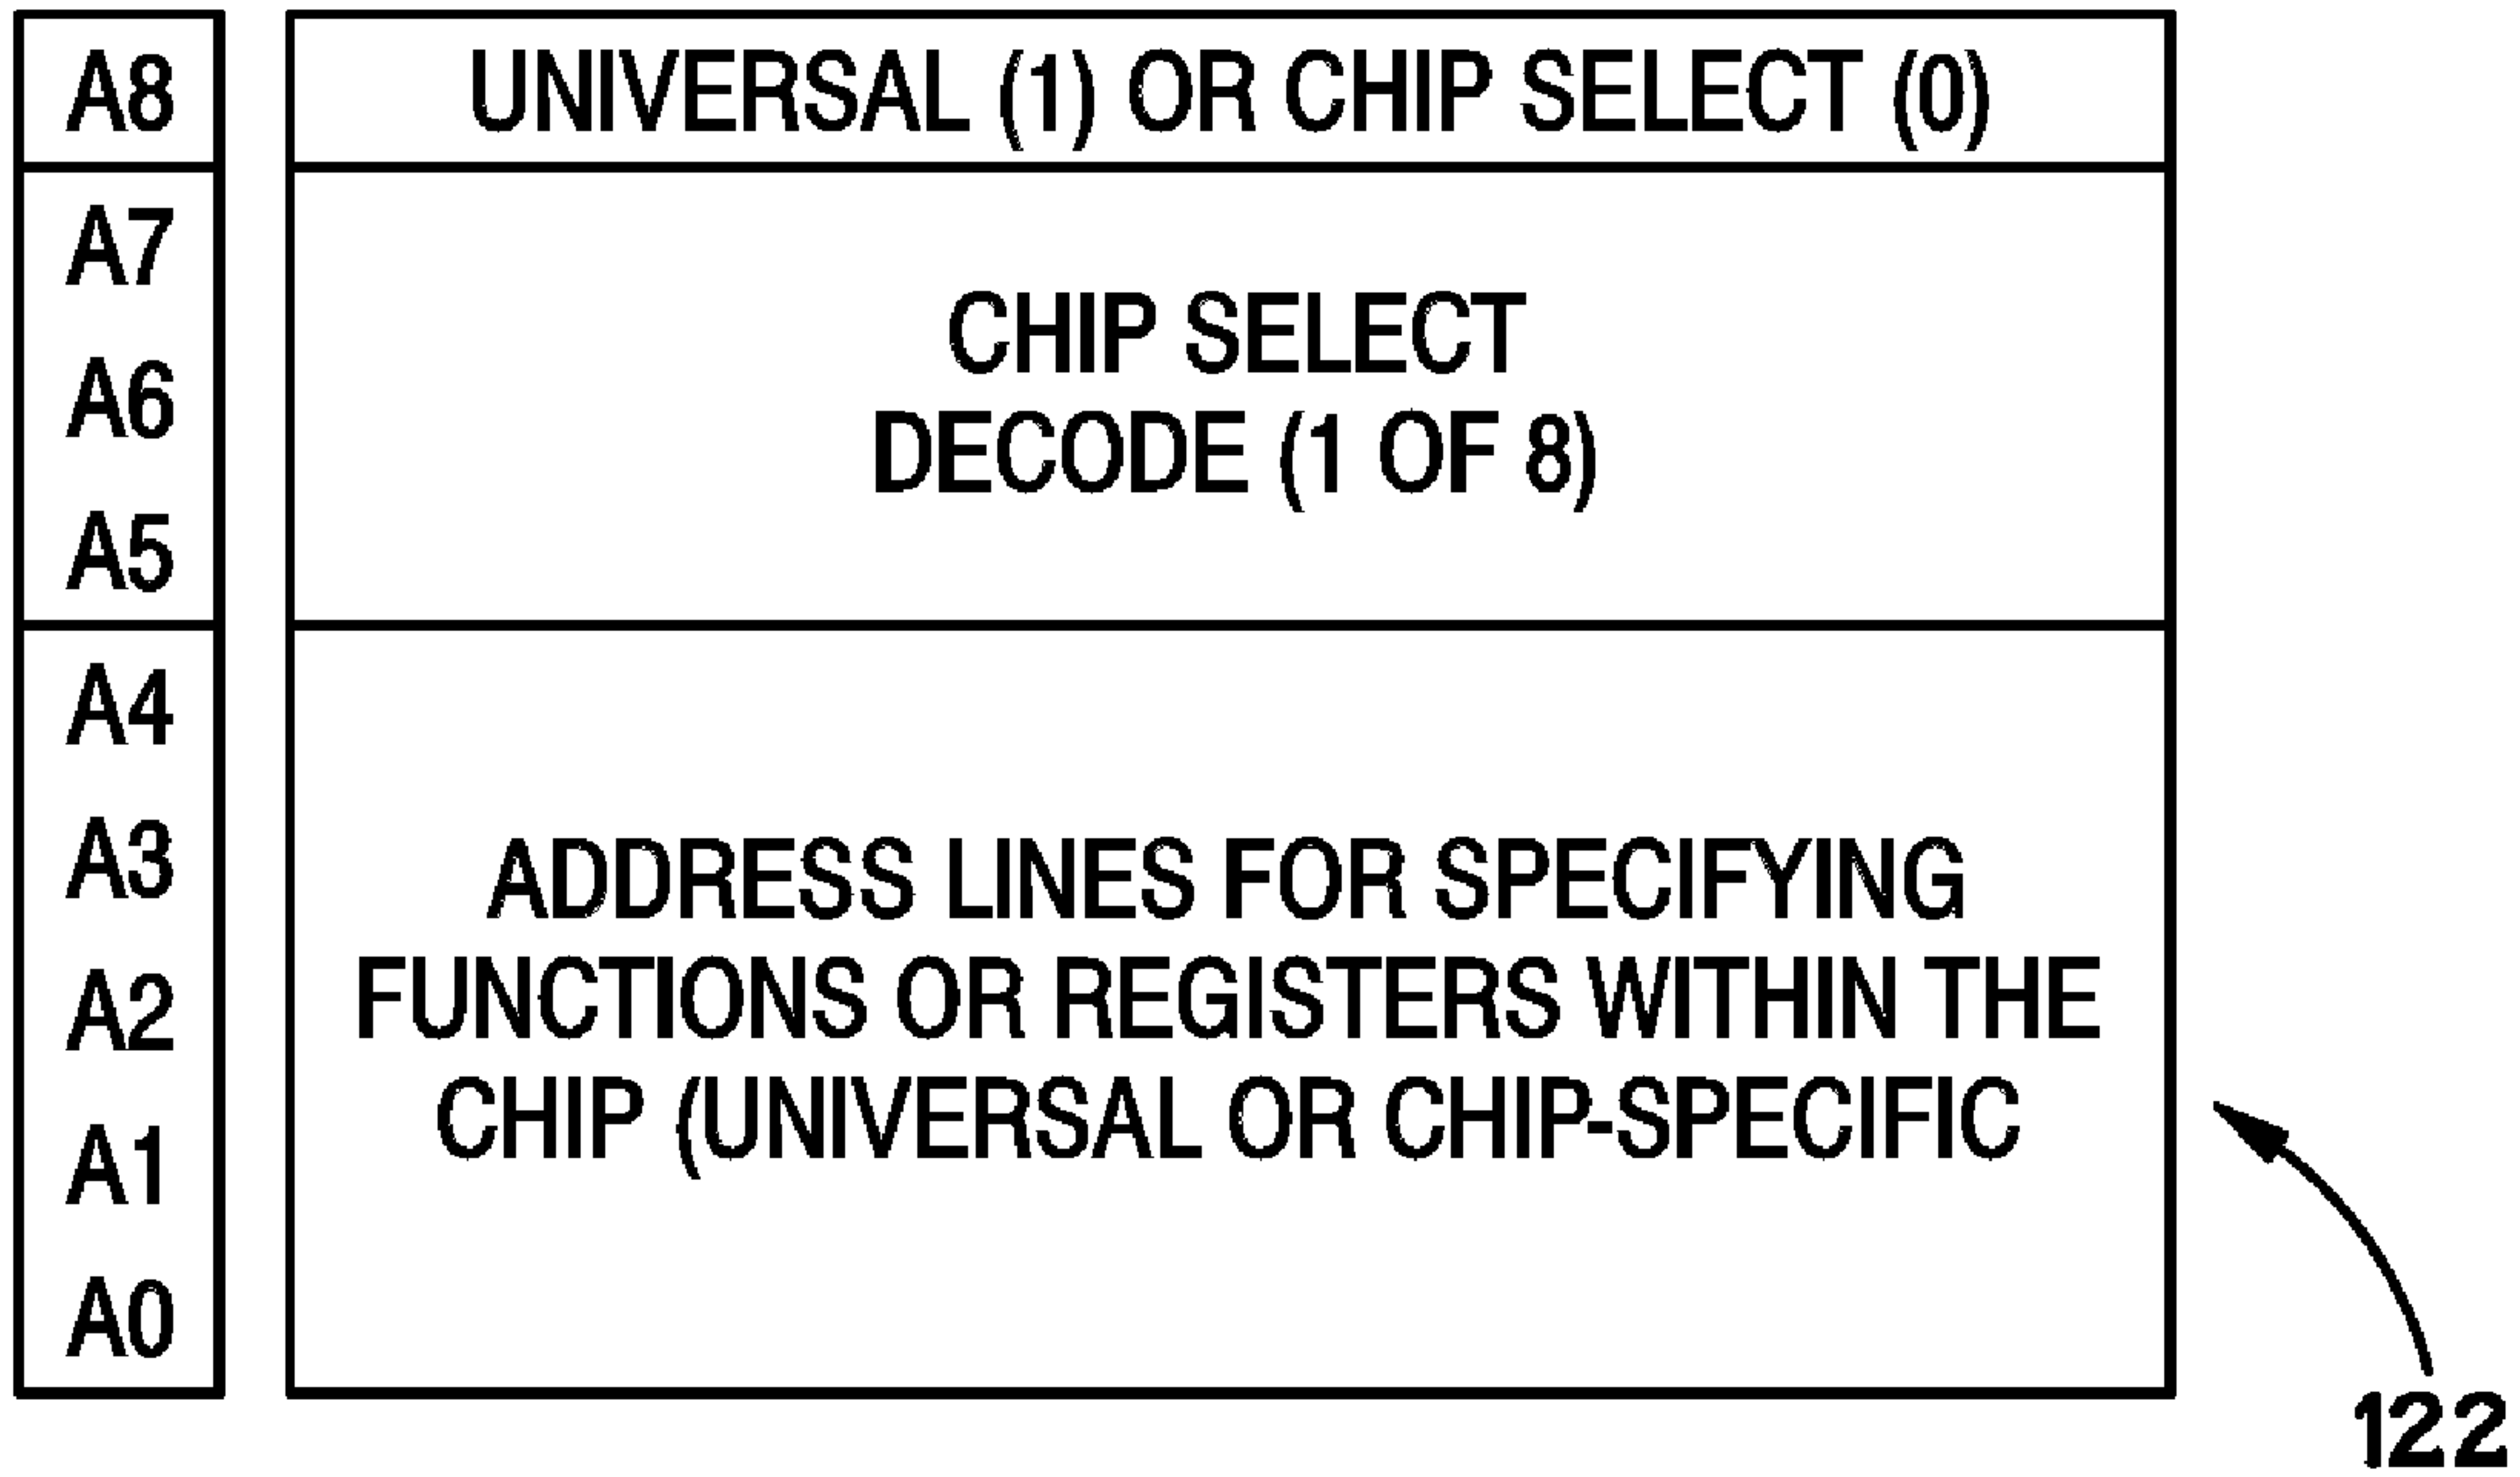 A8
UNIVERSAL (1) OR CHIP SELECT (0)
A7
A6
A5
CHIP SELECT
DECODE (1 OF 8)
A4
A3
A2
A1
A0
ADDRESS LINES FOR SPECIFYING
FUNCTIONS OR REGISTERS WITHIN THE
CHIP (UNIVERSAL OR CHIP-SPECIFIC
122